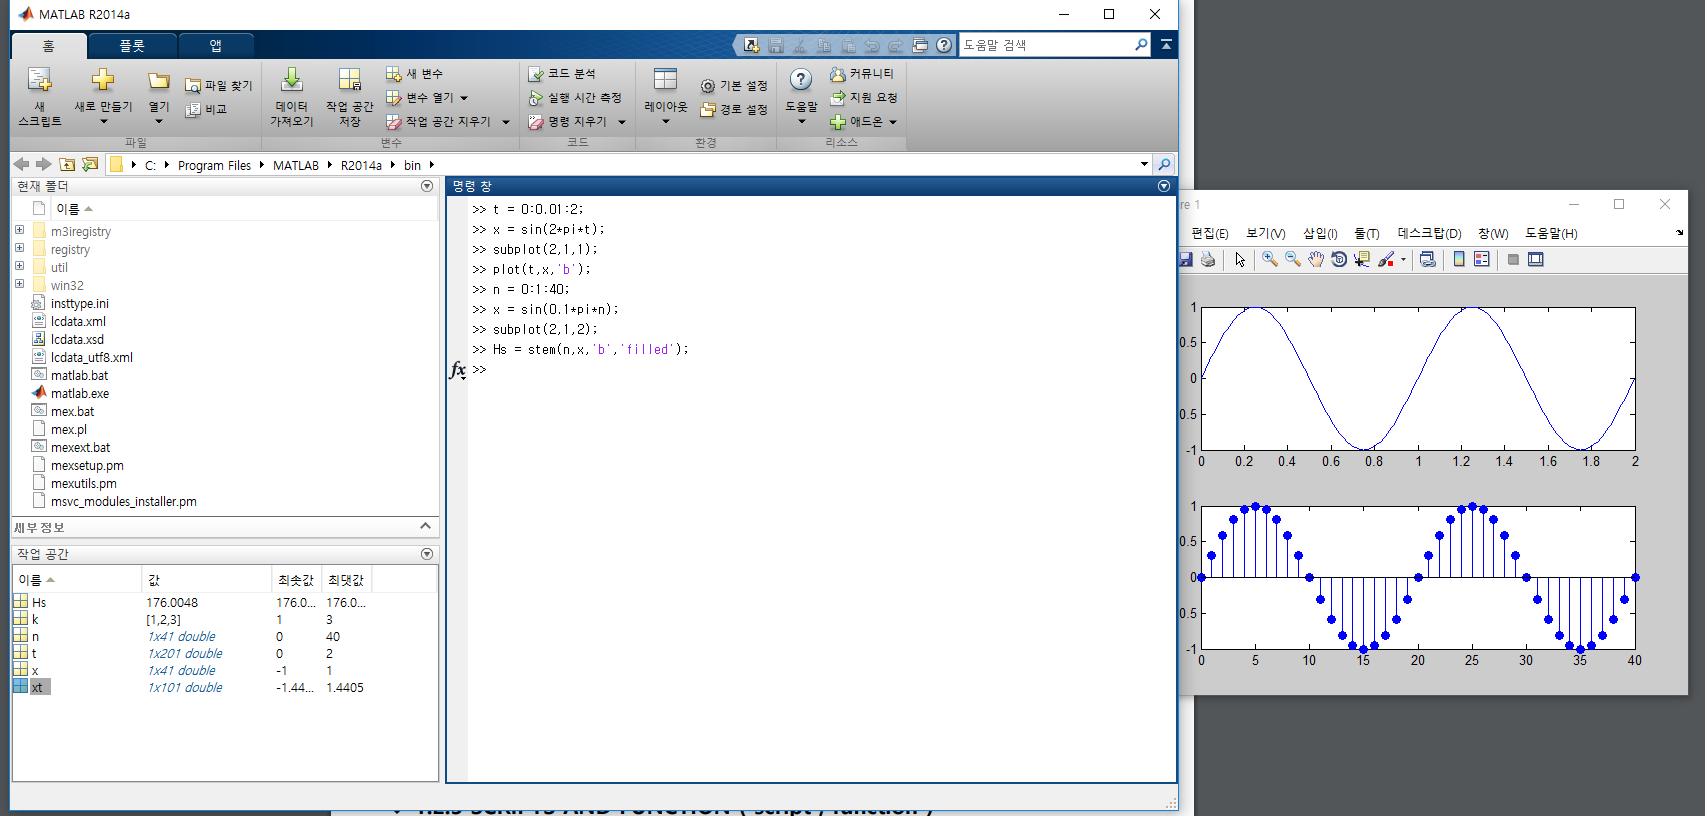 MATLAB R2014a
홈 플롯 앱
도움말 검색
새 스크립트
새로 만들기
열기
파일 찾기
비교
파일
데이터 가져오기
작업 공간 저장
새 변수
변수 열기
작업 공간 지우기
변수
코드 분석
실행 시간 측정
명령 지우기
코드
레이아웃
기본 설정
경로 설정
환경
도움말
커뮤니티
지원 요청
애드온
리소스
C: Program Files MATLAB R2014a bin
현재 폴더
이름
m3iregistry
registry
util
win32
insttype.ini
lcdata.xml
lcdata.xsd
lcdata_utf8.xml
matlab.bat
matlab.exe
mex.bat
mex.pl
mexext.bat
mexsetup.pm
mexutils.pm
msvc_modules_installer.pm
세부 정보
작업 공간
이름 값 최솟값 최댓값
Hs 176.0048 176.0... 176.0...
k [1,2,3] 1 3
n 1x41 double 0 40
t 1x201 double 0 2
x 1x41 double -1 1
xt 1x101 double -1.44... 1.4405
명령 창
>> t = 0:0.01:2;
>> x = sin(2*pi*t);
>> subplot(2,1,1);
>> plot(t,x,'b');
>> n = 0:1:40;
>> x = sin(0.1*pi*n);
>> subplot(2,1,2);
>> Hs = stem(n,x,'b','filled');
fx >>
re 1
편집(E) 보기(V) 삽입(I) 툴(T) 데스크탑(D) 창(W) 도움말(H)
1
0.5
0
0.5
-1
0 0.2 0.4 0.6 0.8 1 1.2 1.4 1.6 1.8 2
1
0.5
0
0.5
-1
0 5 10 15 20 25 30 35 40